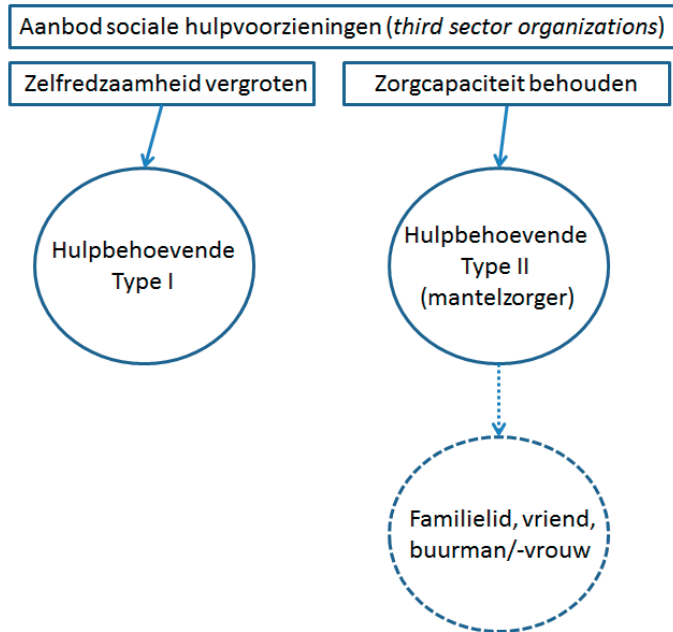 Aanbod sociale hulpvoorzieningen (third sector organizations)
Zelfredzaamheid vergroten
Zorgcapaciteit behouden
Hulpbehoevende
Type I
Hulpbehoevende
Type II
(mantelzorger)
Familielid, vriend,
buurman/-vrouw